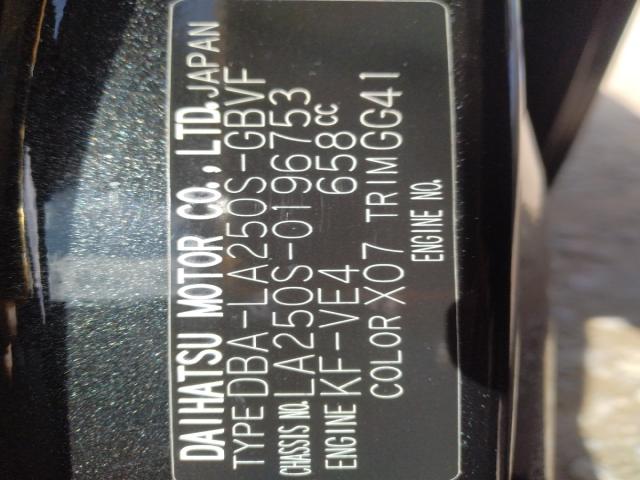 DAIHATSU MOTOR CO., LTD. JAPAN
TYPE DBA-LA250S-GBVF
CHASSIS NO. LA250S-0196753
ENGINE KF-VE4 658cc
COLOR X07 TRIM GG41
ENGINE NO.